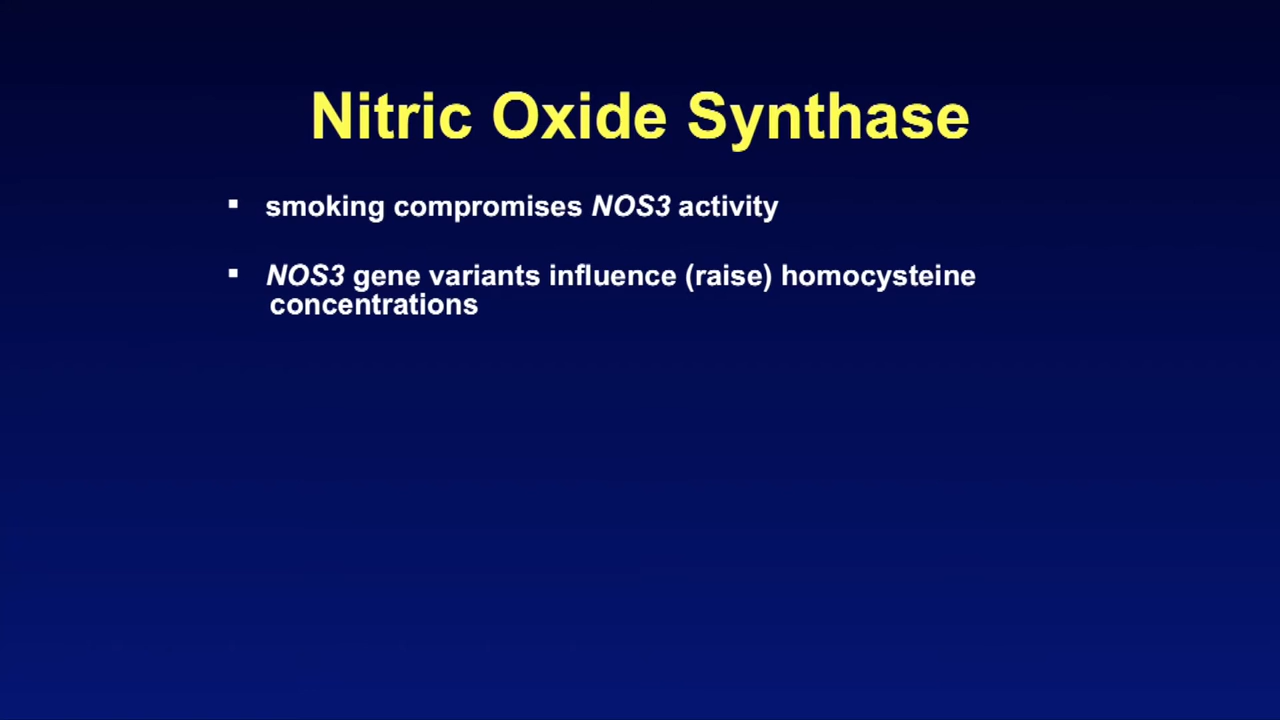 Nitric Oxide Synthase
▪ smoking compromises NOS3 activity
▪ NOS3 gene variants influence (raise) homocysteine
concentrations